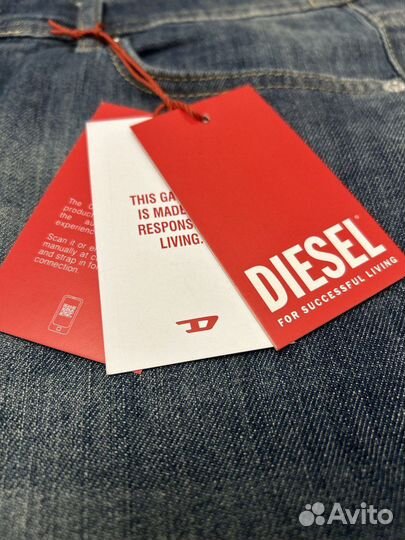 The
produc
the au
experience
Scan it or e
manually at c
and strap in fo
connection.
THIS GA
IS MADE
RESPONS
LIVING.
DIESEL
FOR SUCCESSFUL LIVING
D
Avito